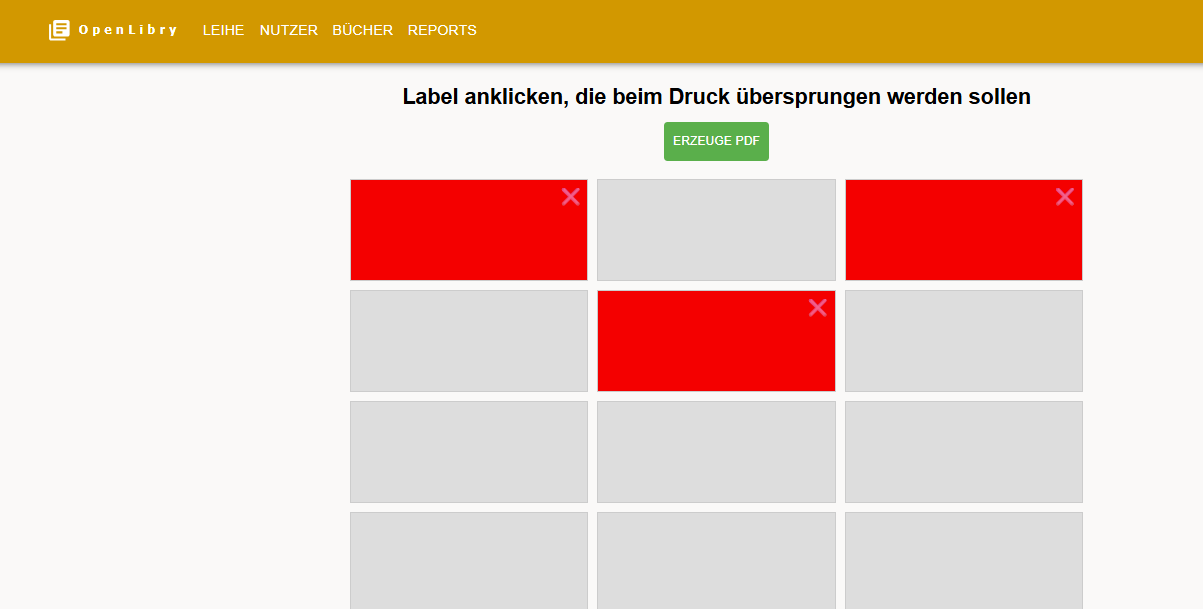 OpenLibry LEIHE NUTZER BÜCHER REPORTS
Label anklicken, die beim Druck übersprungen werden sollen
ERZEUGE PDF